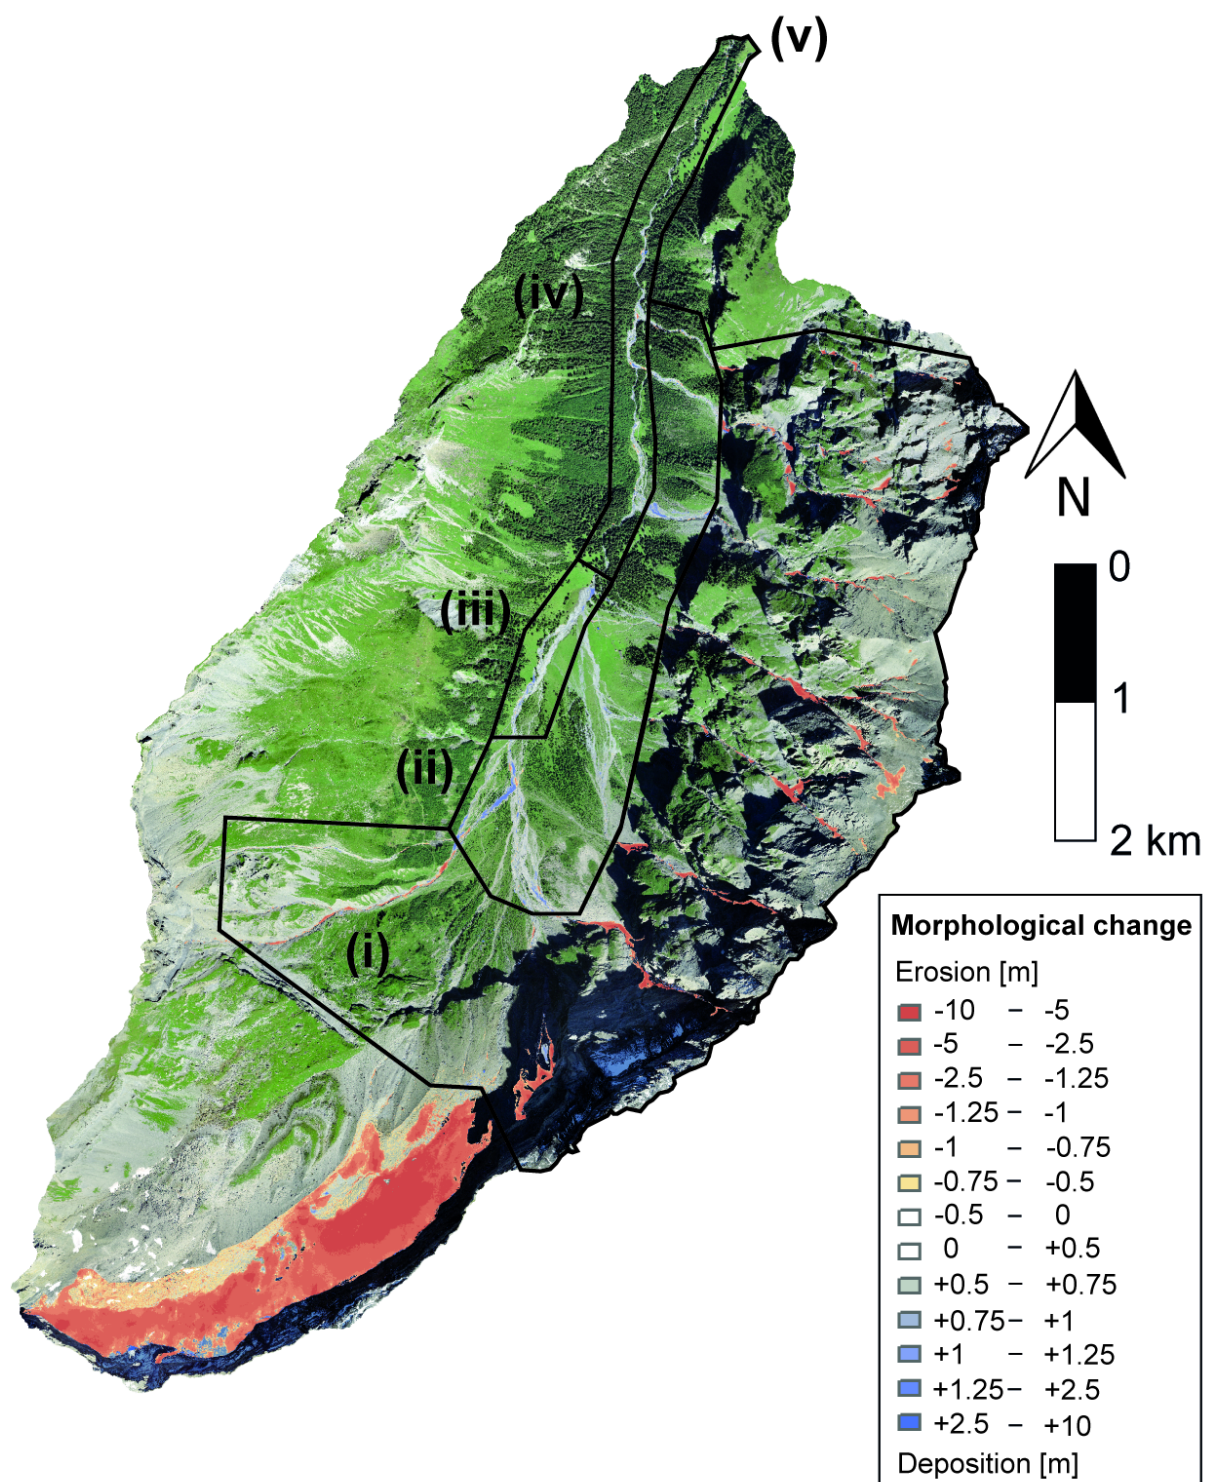 (v)
(iv)
N
0
(iii)
1
(ii)
2 km
(i)
Morphological change
Erosion [m]
-10 – -5
-5 – -2.5
-2.5 – -1.25
-1.25 – -1
-1 – -0.75
-0.75 – -0.5
-0.5 – 0
0 – +0.5
+0.5 – +0.75
+0.75 – +1
+1 – +1.25
+1.25 – +2.5
+2.5 – +10
Deposition [m]